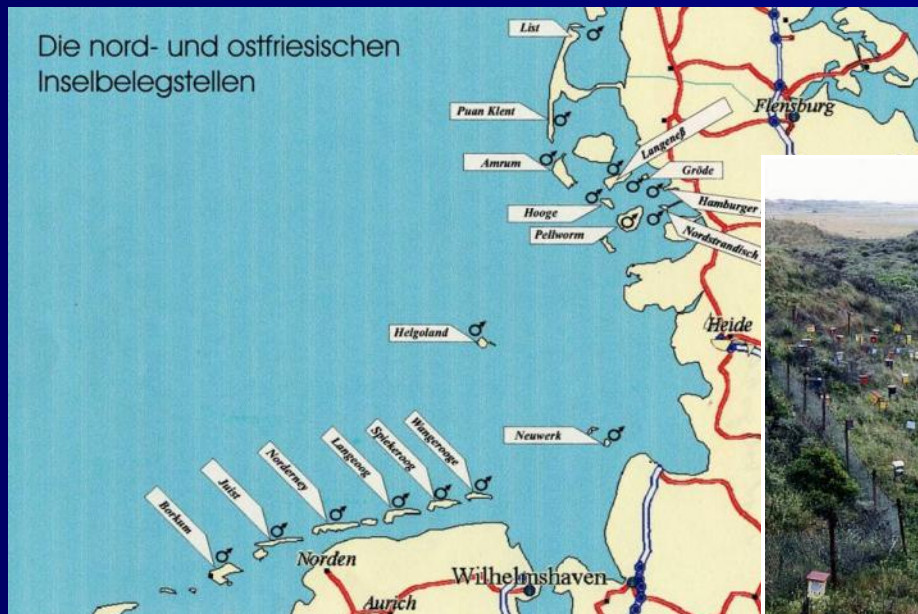 Die nord- und ostfriesischen
Inselbelegstellen
List
Puan Klent
Flensburg
Amrum
Langeneß
Gröde
Hooge
Hamburger
Pellworm
Nordstrandisch
Helgoland
Heide
Neuwerk
Wangerooge
Spiekeroog
Langeoog
Norderney
Juist
Borkum
Norden
Wilhelmshaven
Aurich